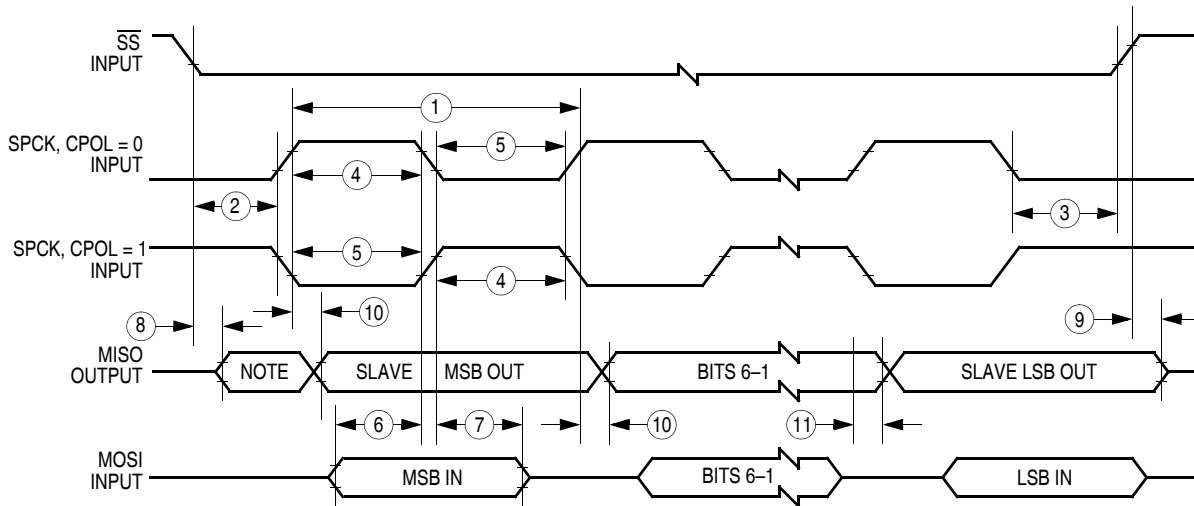 SS
INPUT
1
SPCK, CPOL = 0
INPUT
5
4
2
3
SPCK, CPOL = 1
INPUT
5
4
8
10
9
MISO
OUTPUT
NOTE
SLAVE
MSB OUT
BITS 6–1
SLAVE LSB OUT
6
7
10
11
MOSI
INPUT
MSB IN
BITS 6–1
LSB IN